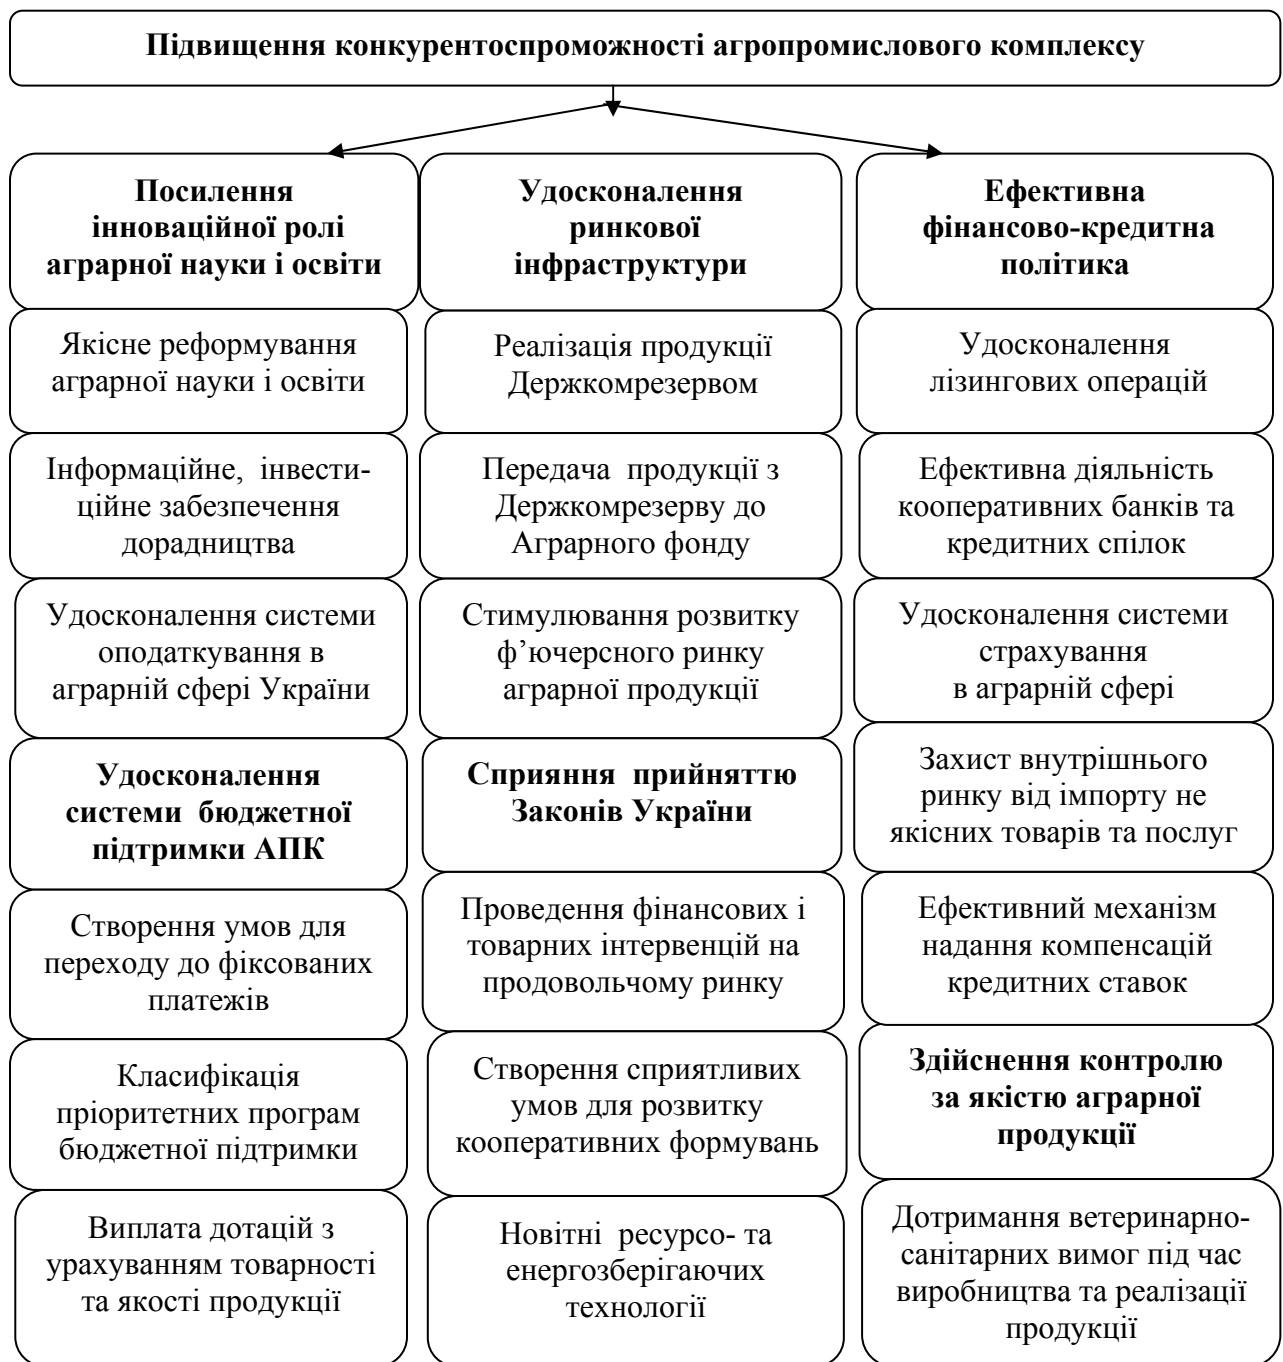 Підвищення конкурентоспроможності агропромислового комплексу
Посилення
інноваційної ролі
аграрної науки і освіти
Якісне реформування
аграрної науки і освіти
Інформаційне, інвести-
ційне забезпечення
дорадництва
Удосконалення системи
оподаткування в
аграрній сфері України
Удосконалення
системи бюджетної
підтримки АПК
Створення умов для
переходу до фіксованих
платежів
Класифікація
пріоритетних програм
бюджетної підтримки
Виплата дотацій з
урахуванням товарності
та якості продукції
Удосконалення
ринкової
інфраструктури
Реалізація продукції
Держкомрезервом
Передача продукції з
Держкомрезерву до
Аграрного фонду
Стимулювання розвитку
ф’ючерсного ринку
аграрної продукції
Сприяння прийняттю
Законів України
Проведення фінансових і
товарних інтервенцій на
продовольчому ринку
Створення сприятливих
умов для розвитку
кооперативних формувань
Новітні ресурсо- та
енергозберігаючих
технології
Ефективна
фінансово-кредитна
політика
Удосконалення
лізингових операцій
Ефективна діяльність
кооперативних банків та
кредитних спілок
Удосконалення системи
страхування
в аграрній сфері
Захист внутрішнього
ринку від імпорту не
якісних товарів та послуг
Ефективний механізм
надання компенсацій
кредитних ставок
Здійснення контролю
за якістю аграрної
продукції
Дотримання ветеринарно-
санітарних вимог під час
виробництва та реалізації
продукції